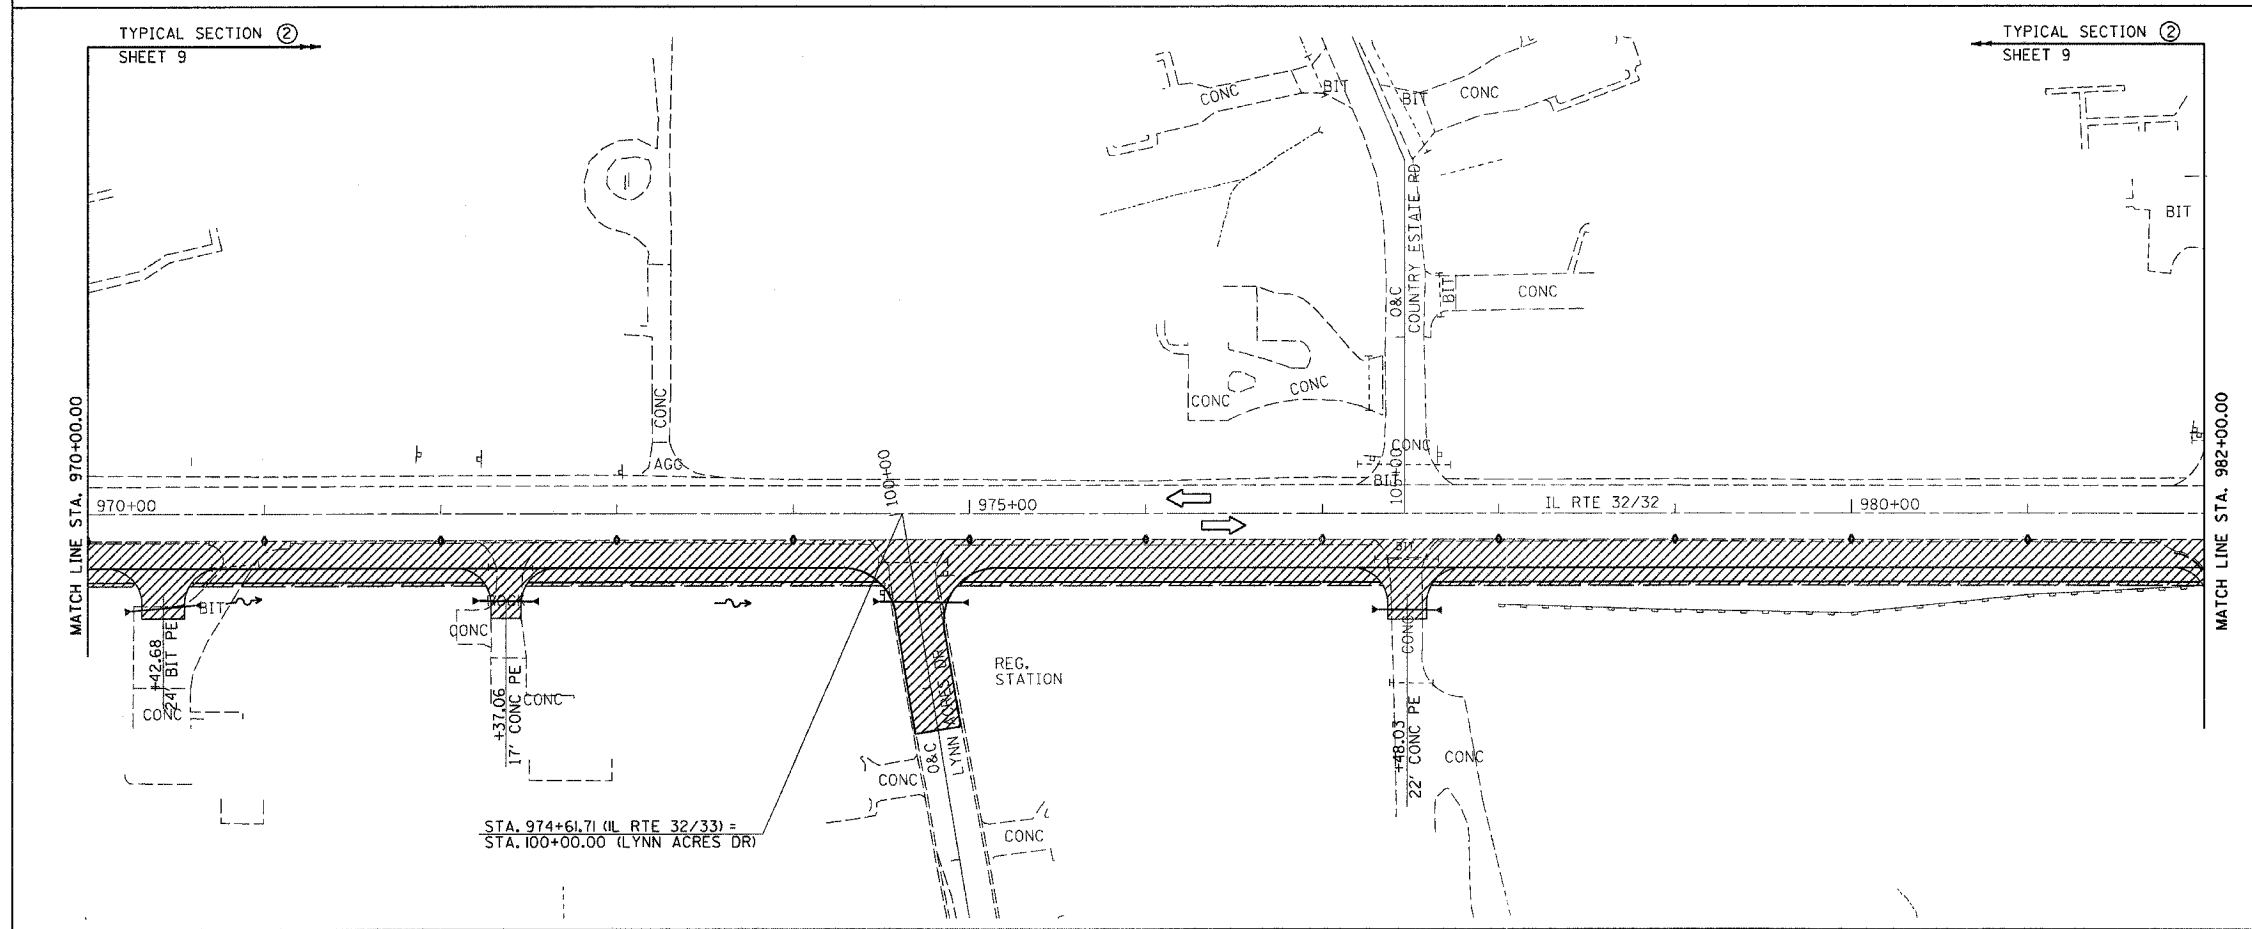 TYPICAL SECTION 2
SHEET 9
TYPICAL SECTION 2
SHEET 9
CONC
BIT
BIT
CONC
BIT
COUNTRY ESTATE RD
O&C
BIT
CONC
CONC
CONC
CONC
CONC
AGG
BIT
MATCH LINE STA. 970+00.00
MATCH LINE STA. 982+00.00
970+00
100+00
975+00
IL RTE 32/32
980+00
BIT
BIT
CONC
CONC
REG.
STATION
+42.68
24' BIT PE
CONC
+37.06
17' CONC PE
CONC
O&C
LYNN ACRES DR
CONC
+48.03
22' CONC PE
CONC
STA. 974+61.71 (IL RTE 32/33) =
STA. 100+00.00 (LYNN ACRES DR)
CONC